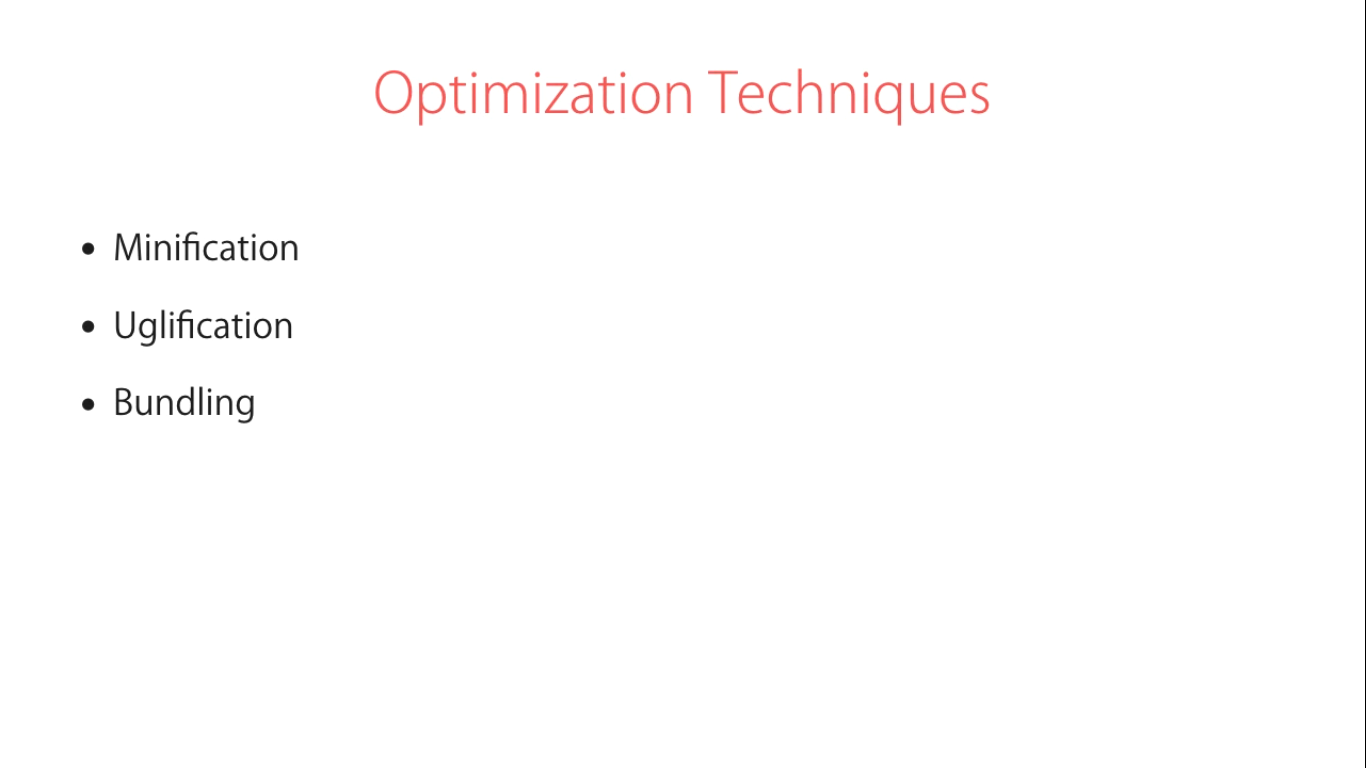 Optimization Techniques
• Minification
• Uglification
• Bundling